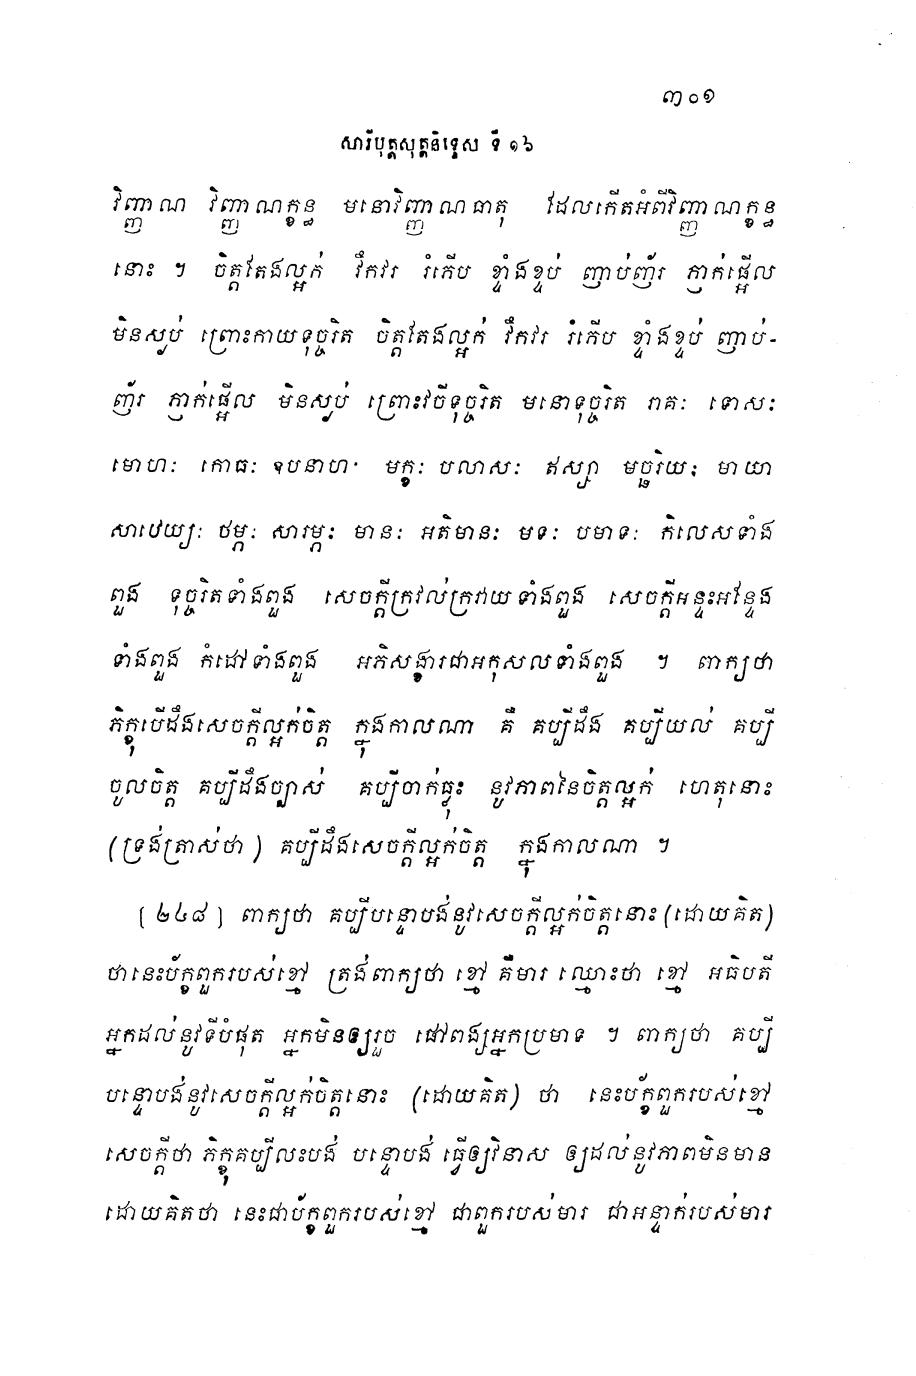 ៣០១
សារីបុត្តសុត្តនិទ្ទេស ទី ១៦
វិញ្ញាណ វិញ្ញាណក្ខន្ធ មនោវិញ្ញាណធាតុ ដែលកើតអំពីវិញ្ញាណក្ខន្ធ
នោះ ។ ចិត្តតែងល្អក់ វឹកវរ រំភើប ខ្ទាំងខ្ទប់ ញាប់ញ័រ ភ្ញាក់ផ្អើល
មិនស្ងប់ ព្រោះកាយទុច្ចរិត ចិត្តតែងល្អក់ វឹកវរ រំភើប ខ្ទាំងខ្ទប់ ញាប់-
ញ័រ ភ្ញាក់ផ្អើល មិនស្ងប់ ព្រោះវចីទុច្ចរិត មនោទុច្ចរិត រាគៈ ទោសៈ
មោហៈ កោធៈ ឧបនាហៈ មក្ខៈ បលាសៈ ឥស្សា មច្ឆរិយៈ មាយា
សាឋេយ្យៈ ថម្ភៈ សារម្ភៈ មានៈ អតិមានៈ មទៈ បមាទៈ កិលេសទាំង
ពួង ទុច្ចរិតទាំងពួង សេចក្តីក្រវល់ក្រវាយទាំងពួង សេចក្តីអន្ទះអន្ទែង
ទាំងពួង កំដៅទាំងពួង អភិសង្ខារជាអកុសលទាំងពួង ។ ពាក្យថា
ភិក្ខុបើដឹងសេចក្តីល្អក់ចិត្ត ក្នុងកាលណា គឺ គប្បីដឹង គប្បីយល់ គប្បី
ចូលចិត្ត គប្បីដឹងច្បាស់ គប្បីចាក់ធ្លុះ នូវភាពនៃចិត្តល្អក់ ហេតុនោះ
(ទ្រង់ត្រាស់ថា) គប្បីដឹងសេចក្តីល្អក់ចិត្ត ក្នុងកាលណា ។
[២៤៨] ពាក្យថា គប្បីបន្ទោបង់នូវសេចក្តីល្អក់ចិត្តនោះ (ដោយគិត)
ថានេះប័ក្ខពួករបស់ខ្មៅ ត្រង់ពាក្យថា ខ្មៅ គឺមារ ឈ្មោះថា ខ្មៅ អធិបតី
អ្នកដល់នូវទីបំផុត អ្នកមិនឲ្យរួច ផៅពង្សអ្នកប្រមាទ ។ ពាក្យថា គប្បី
បន្ទោបង់នូវសេចក្តីល្អក់ចិត្តនោះ (ដោយគិត) ថា នេះប័ក្ខពួករបស់ខ្មៅ
សេចក្តីថា ភិក្ខុគប្បីលះបង់ បន្ទោបង់ ធ្វើឲ្យវិនាស ឲ្យដល់នូវភាពមិនមាន
ដោយគិតថា នេះជាប័ក្ខពួករបស់ខ្មៅ ជាពួករបស់មារ ជាអន្ទាក់របស់មារ